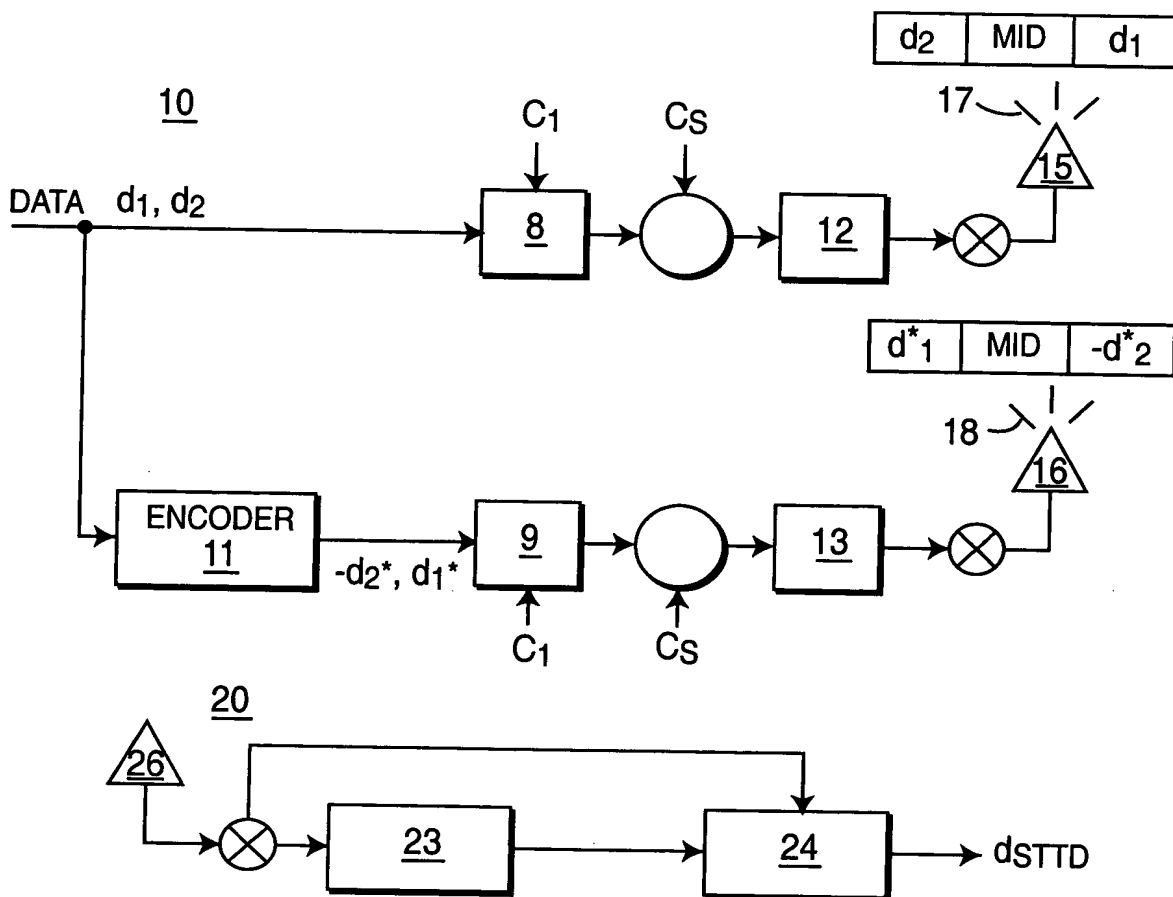 d2 MID d1
10
17
C1
CS
15
DATA
d1, d2
8
12
d*1 MID -d*2
18
16
ENCODER
11
-d2*, d1*
9
13
C1
CS
20
26
23
24
dSTTD